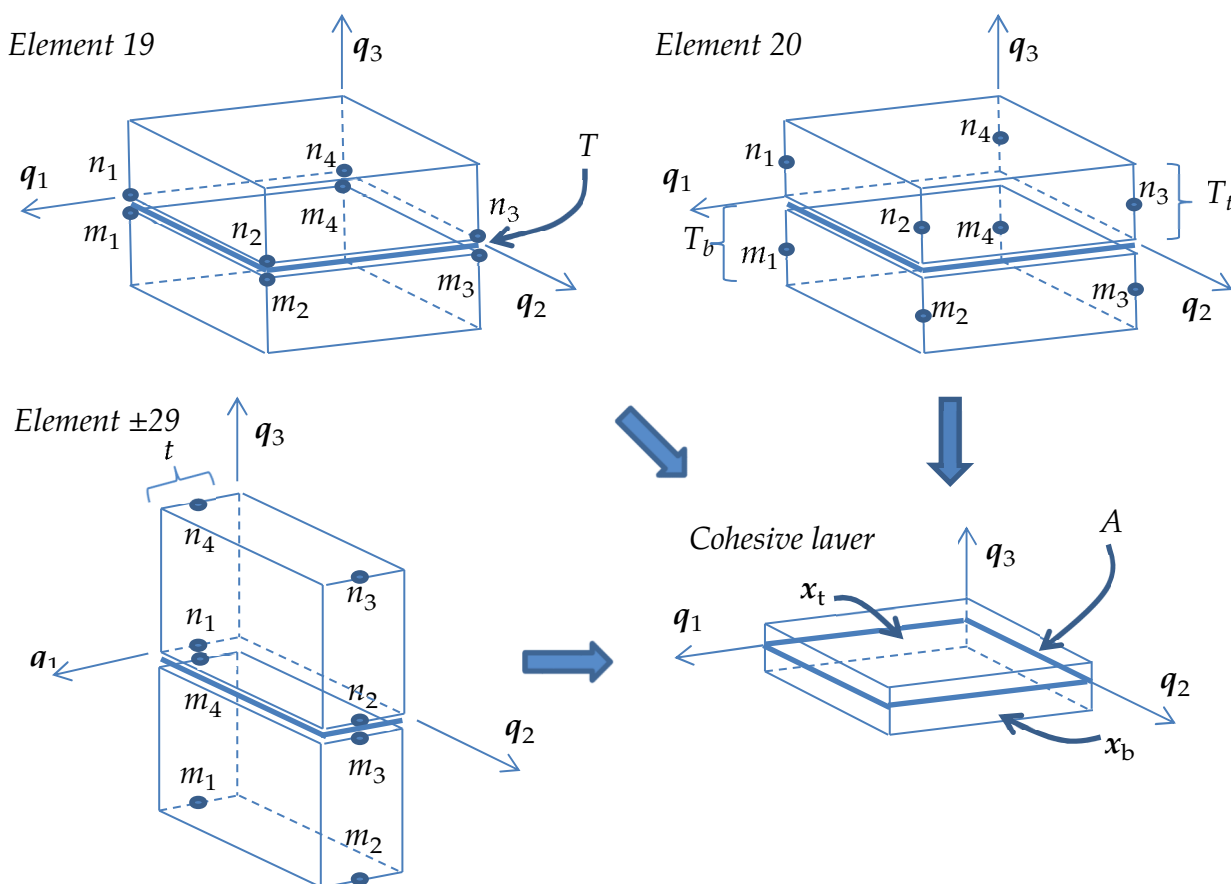 Element 19
q3
n1
n4
T
q1
n3
m1
n2
m4
m3
m2
q2
Element 20
q3
n4
n1
q1
n3
Tt
n2
m4
Tb
m1
m3
m2
q2
Element ±29
q3
t
n4
n3
n1
q1
m4
n2
q2
m3
m1
m2
Cohesive layer
A
q3
xt
q1
q2
xb